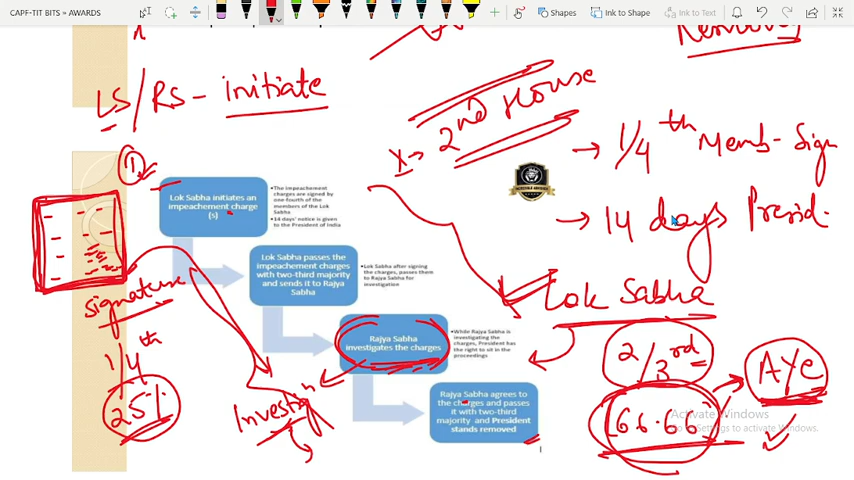 CAPF-TIT BITS » AWARDS
Shapes
Ink to Shape
Ink to Text
LS/RS - initiate
X → 2nd House
→ 1/4th Memb- Sign
→ 14 days Presid.
①
Lok Sabha initiates an
impeachment charge
(s)
•The impeachment
charges are signed by
one fourth of the
members of the Lok
Sabha
•14 days' notice is given
to the President of India
Lok Sabha passes the
impeachment charges
with two-third majority
and sends it to Rajya
Sabha
•Lok Sabha after signing
the charges, passes them
to Rajya Sabha for
investigation
Rajya Sabha
investigates the charges
•While Rajya Sabha is
investigating the
charges, President has
the right to sit in the
proceedings
Rajya Sabha agrees to
the charges and passes
it with two-third
majority and President
stands removed
signature
1/4th
25%
Lok Sabha
2/3rd
66.66
AYe
Activate Windows
Go to Settings to activate Windows.